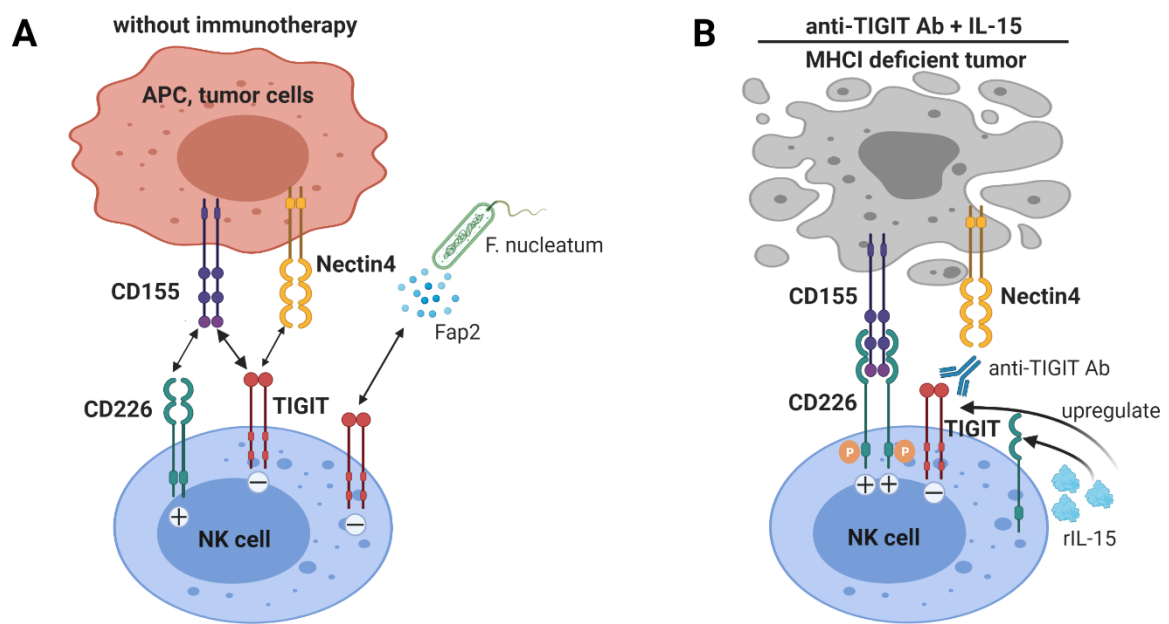 A
without immunotherapy
APC, tumor cells
F. nucleatum
Nectin4
CD155
Fap2
CD226
TIGIT
−
−
+
NK cell
B
anti-TIGIT Ab + IL-15
MHCI deficient tumor
CD155
Nectin4
anti-TIGIT Ab
CD226
upregulate
TIGIT
P
P
+
+
−
NK cell
rIL-15